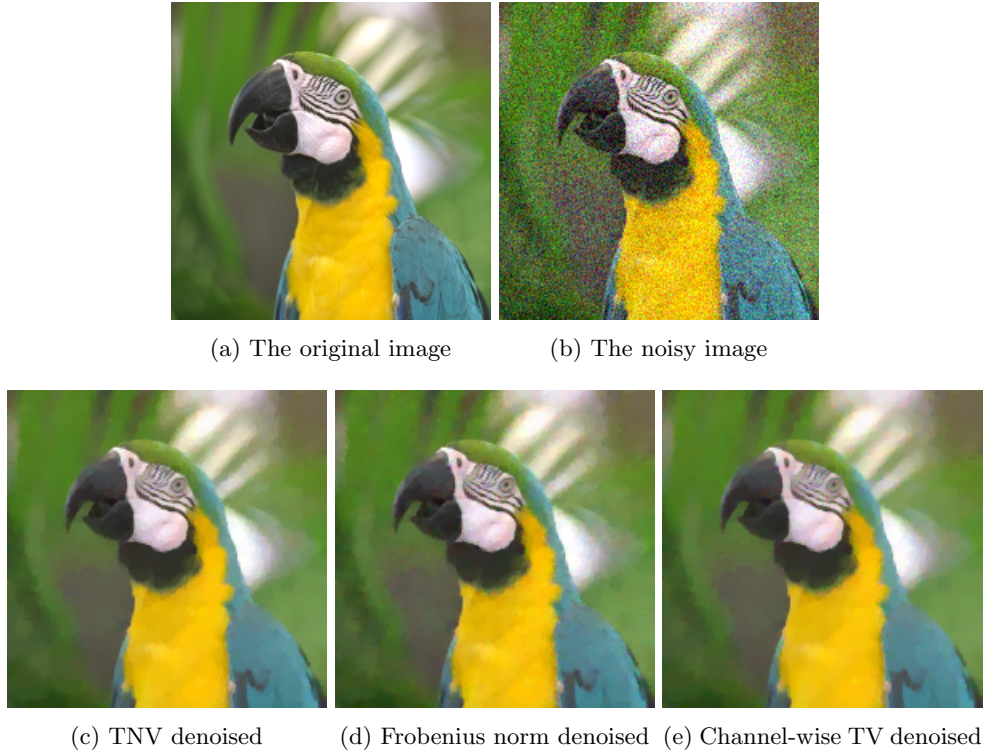 (a) The original image
(b) The noisy image
(c) TNV denoised
(d) Frobenius norm denoised
(e) Channel-wise TV denoised